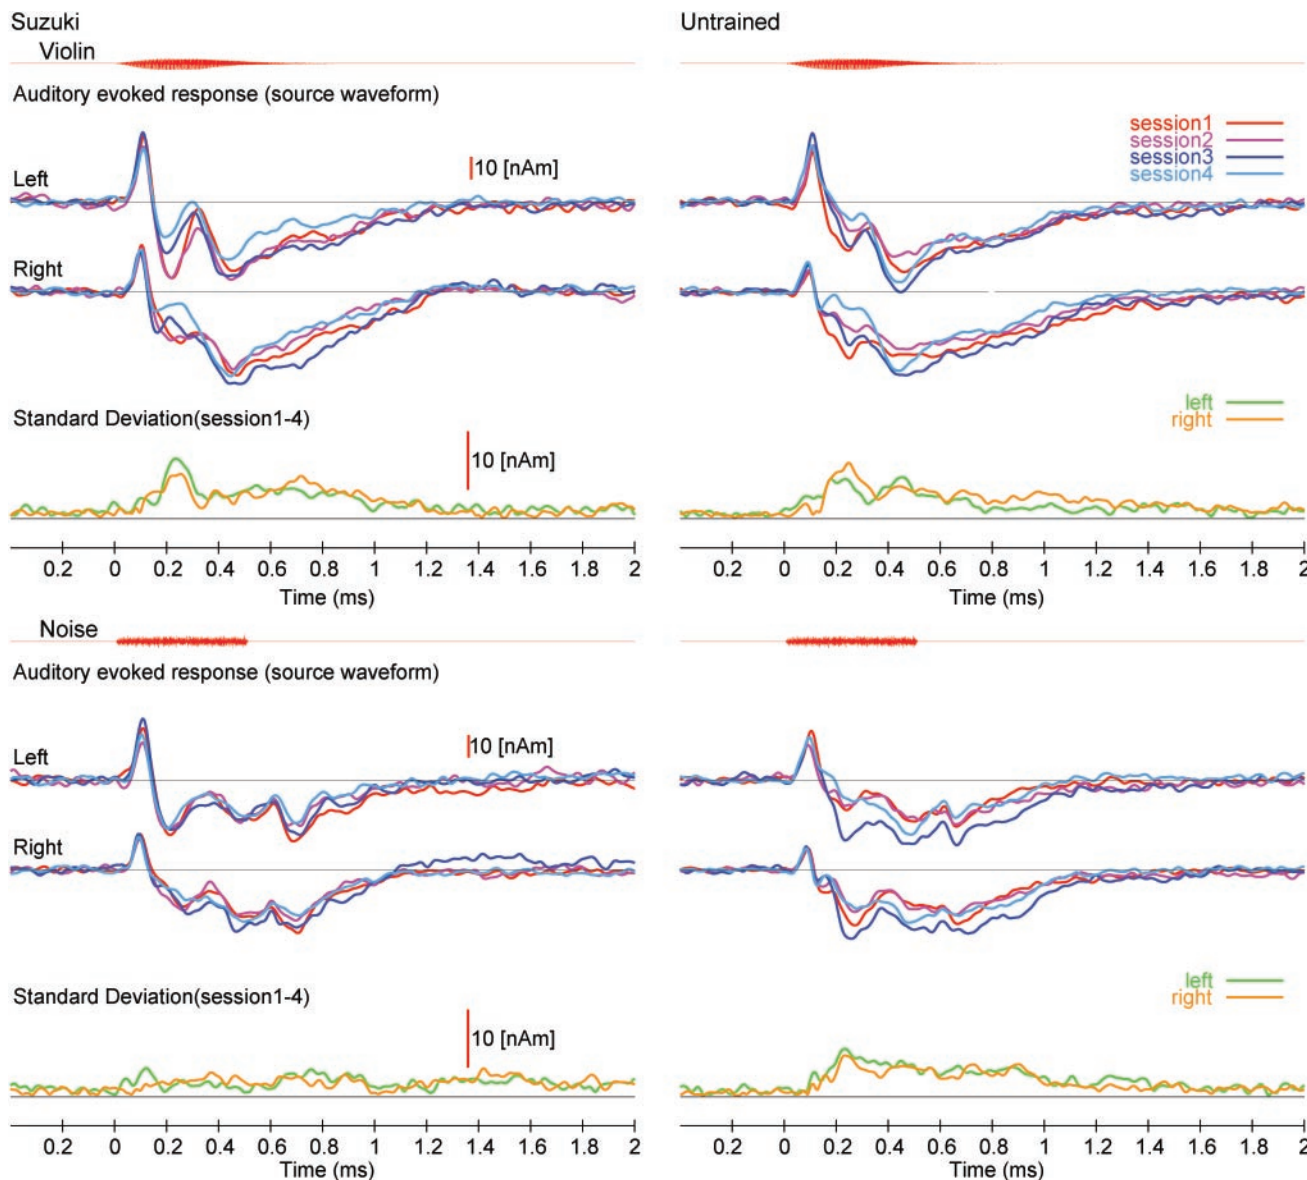 Suzuki
Untrained
Violin
Auditory evoked response (source waveform)
session1
session2
session3
session4
10 [nAm]
Left
Right
Standard Deviation(session1-4)
left
right
10 [nAm]
0.2 0 0.2 0.4 0.6 0.8 1 1.2 1.4 1.6 1.8 2
0.2 0 0.2 0.4 0.6 0.8 1 1.2 1.4 1.6 1.8 2
Time (ms)
Time (ms)
Noise
Auditory evoked response (source waveform)
Left
10 [nAm]
Right
Standard Deviation(session1-4)
left
right
10 [nAm]
0.2 0 0.2 0.4 0.6 0.8 1 1.2 1.4 1.6 1.8 2
0.2 0 0.2 0.4 0.6 0.8 1 1.2 1.4 1.6 1.8 2
Time (ms)
Time (ms)